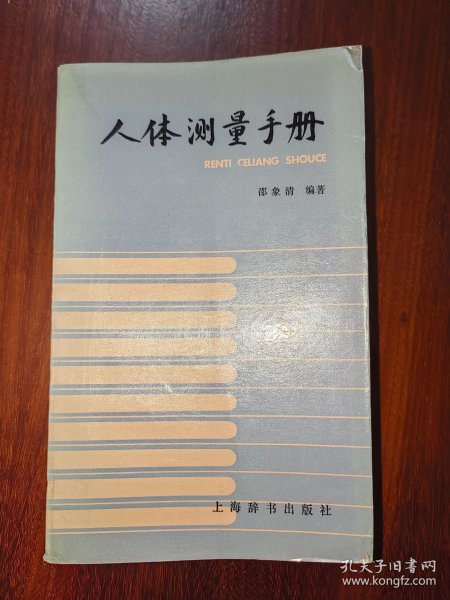 人体测量手册
RENTI CELIANG SHOUCE
邵象清 编著
上海辞书出版社
孔夫子旧书网
www.kongfz.com